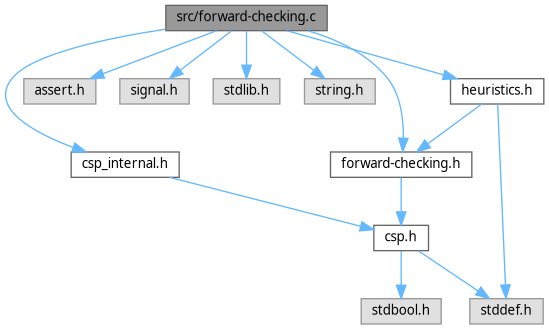 src/forward-checking.c
assert.h
signal.h
stdlib.h
string.h
heuristics.h
csp_internal.h
forward-checking.h
csp.h
stdbool.h
stddef.h